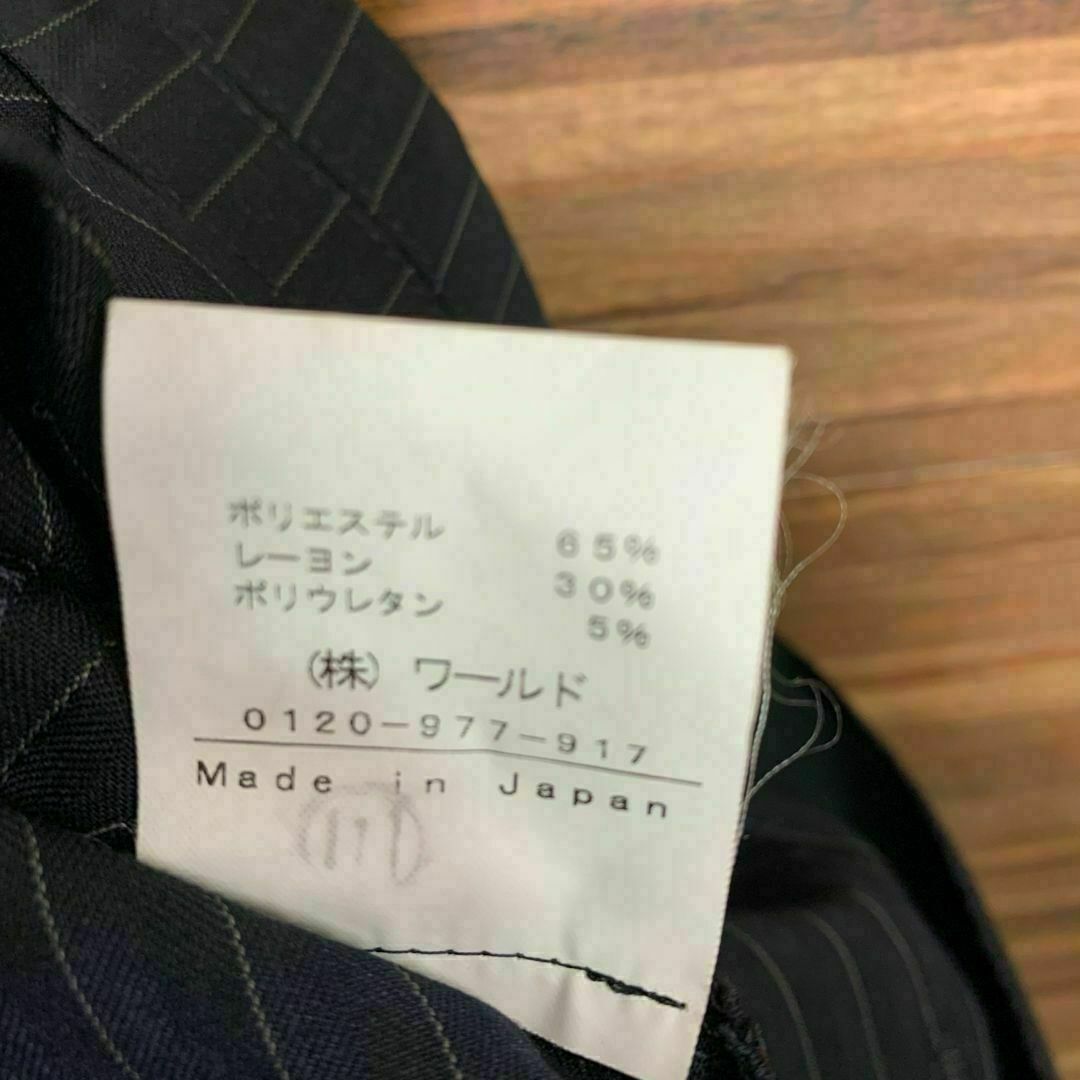 ポリエステル 65%
レーヨン 30%
ポリウレタン 5%
(株) ワールド
0120-977-917
Made in Japan